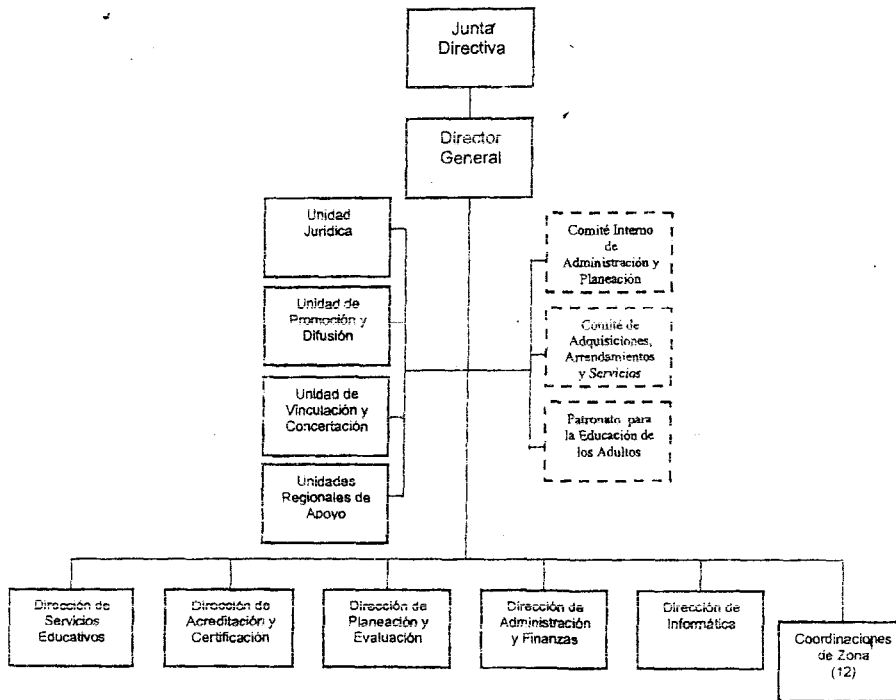 Junta
Directiva
Director
General
Unidad
Jurídica
Comité Interno
de
Administración y
Planeación
Unidad de
Promoción y
Difusión
Comité de
Adquisiciones,
Arrendamientos
y Servicios
Unidad de
Vinculación y
Concertación
Patronato para
la Educación de
los Adultos
Unidades
Regionales de
Apoyo
Dirección de
Servicios
Educativos
Dirección de
Acreditación y
Certificación
Dirección de
Planeación y
Evaluación
Dirección de
Administración
y Finanzas
Dirección de
Informática
Coordinaciones
de Zona
(12)